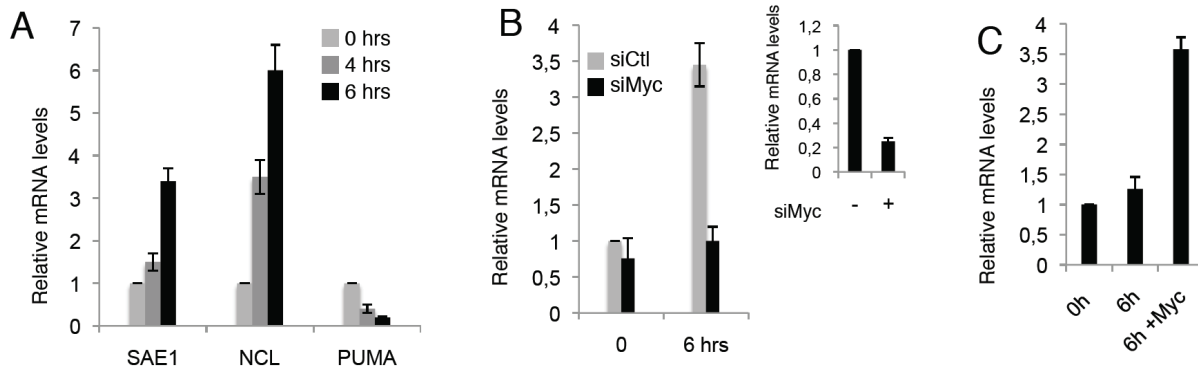 A
Relative mRNA levels
7
6
5
4
3
2
1
0
0 hrs
4 hrs
6 hrs
SAE1 NCL PUMA
B
Relative mRNA levels
4
3,5
3
2,5
2
1,5
1
0,5
0
siCtl
siMyc
0 6 hrs
Relative mRNA levels
1,2
1
0,8
0,6
0,4
0,2
0
siMyc - +
C
Relative mRNA levels
4
3,5
3
2,5
2
1,5
1
0,5
0
0h
6h
6h +Myc